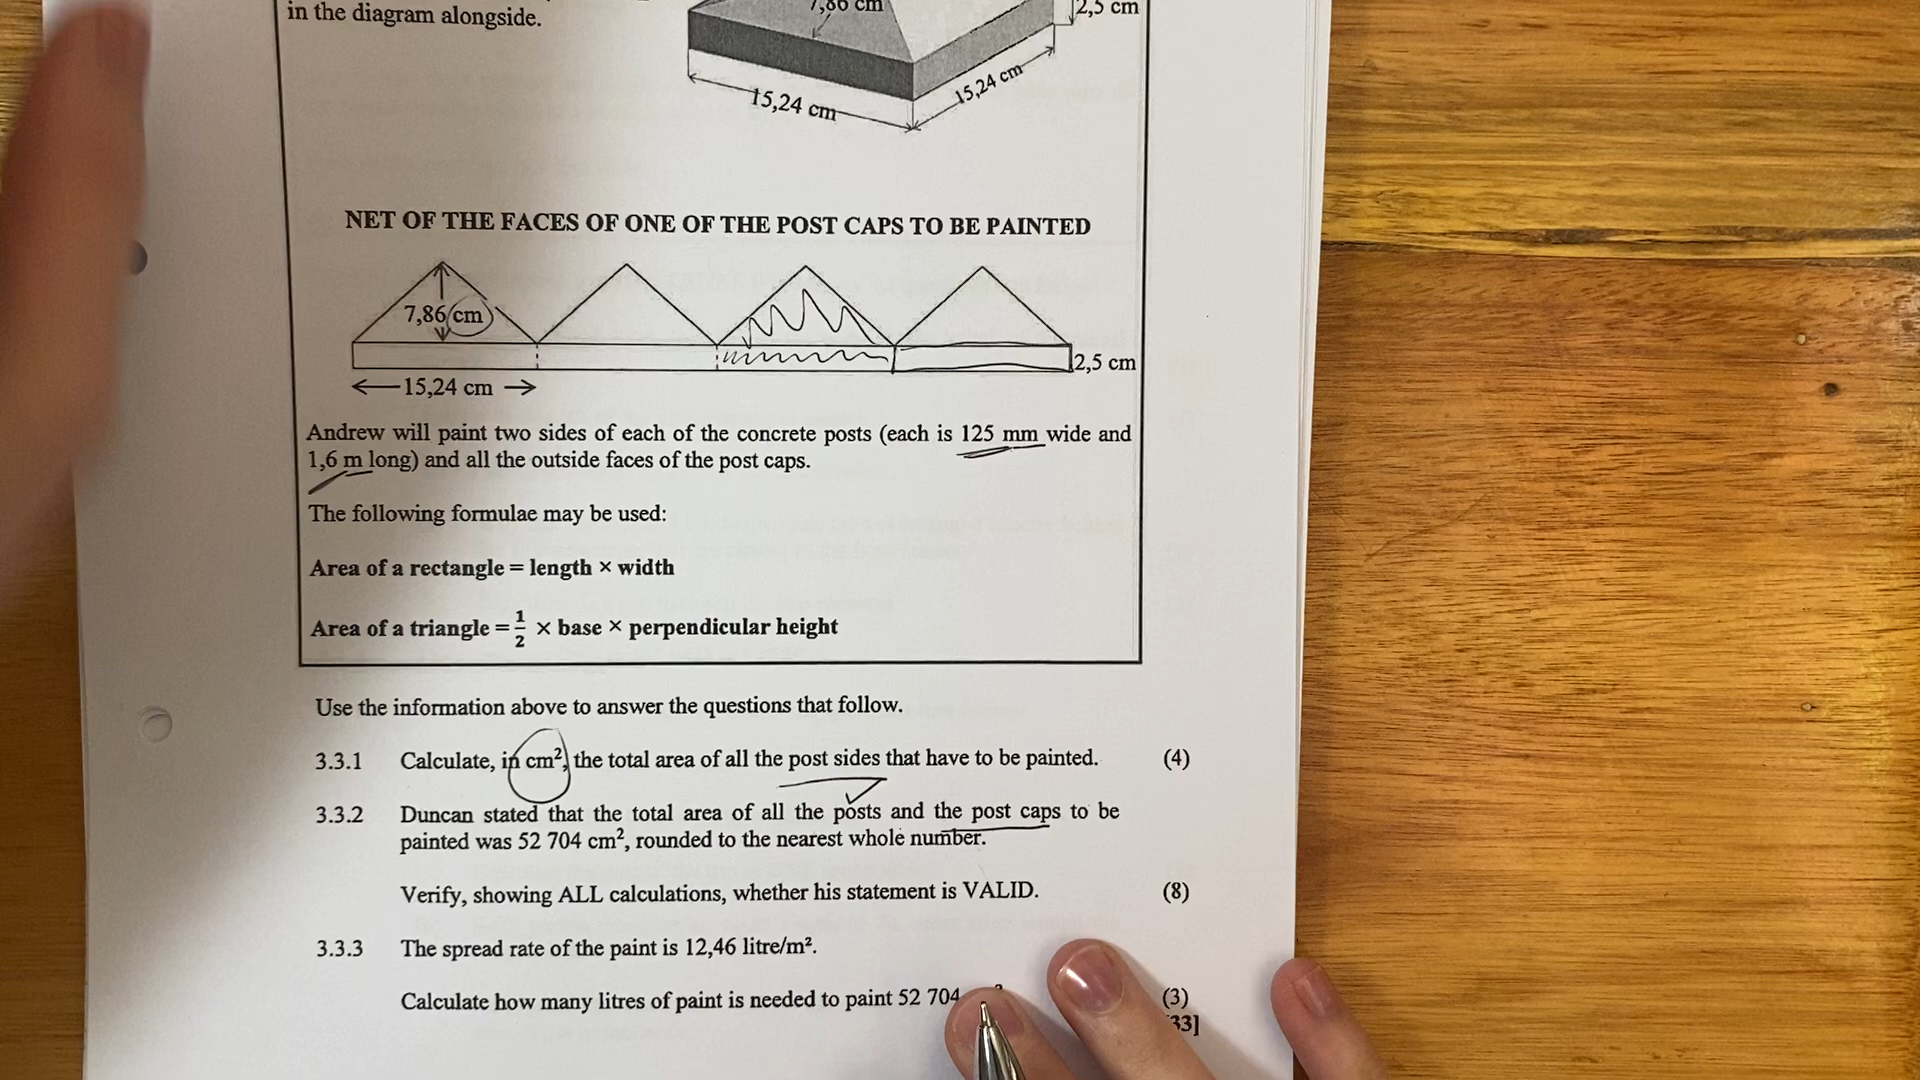 in the diagram alongside.
7,86 cm
2,5 cm
15,24 cm
15,24 cm
NET OF THE FACES OF ONE OF THE POST CAPS TO BE PAINTED
7,86 cm
2,5 cm
15,24 cm
Andrew will paint two sides of each of the concrete posts (each is 125 mm wide and
1,6 m long) and all the outside faces of the post caps.
The following formulae may be used:
Area of a rectangle = length × width
Area of a triangle = 1/2 × base × perpendicular height
Use the information above to answer the questions that follow.
3.3.1 Calculate, in cm², the total area of all the post sides that have to be painted. (4)
3.3.2 Duncan stated that the total area of all the posts and the post caps to be
painted was 52 704 cm², rounded to the nearest whole number.
Verify, showing ALL calculations, whether his statement is VALID. (8)
3.3.3 The spread rate of the paint is 12,46 litre/m².
Calculate how many litres of paint is needed to paint 52 704 (3)
33]